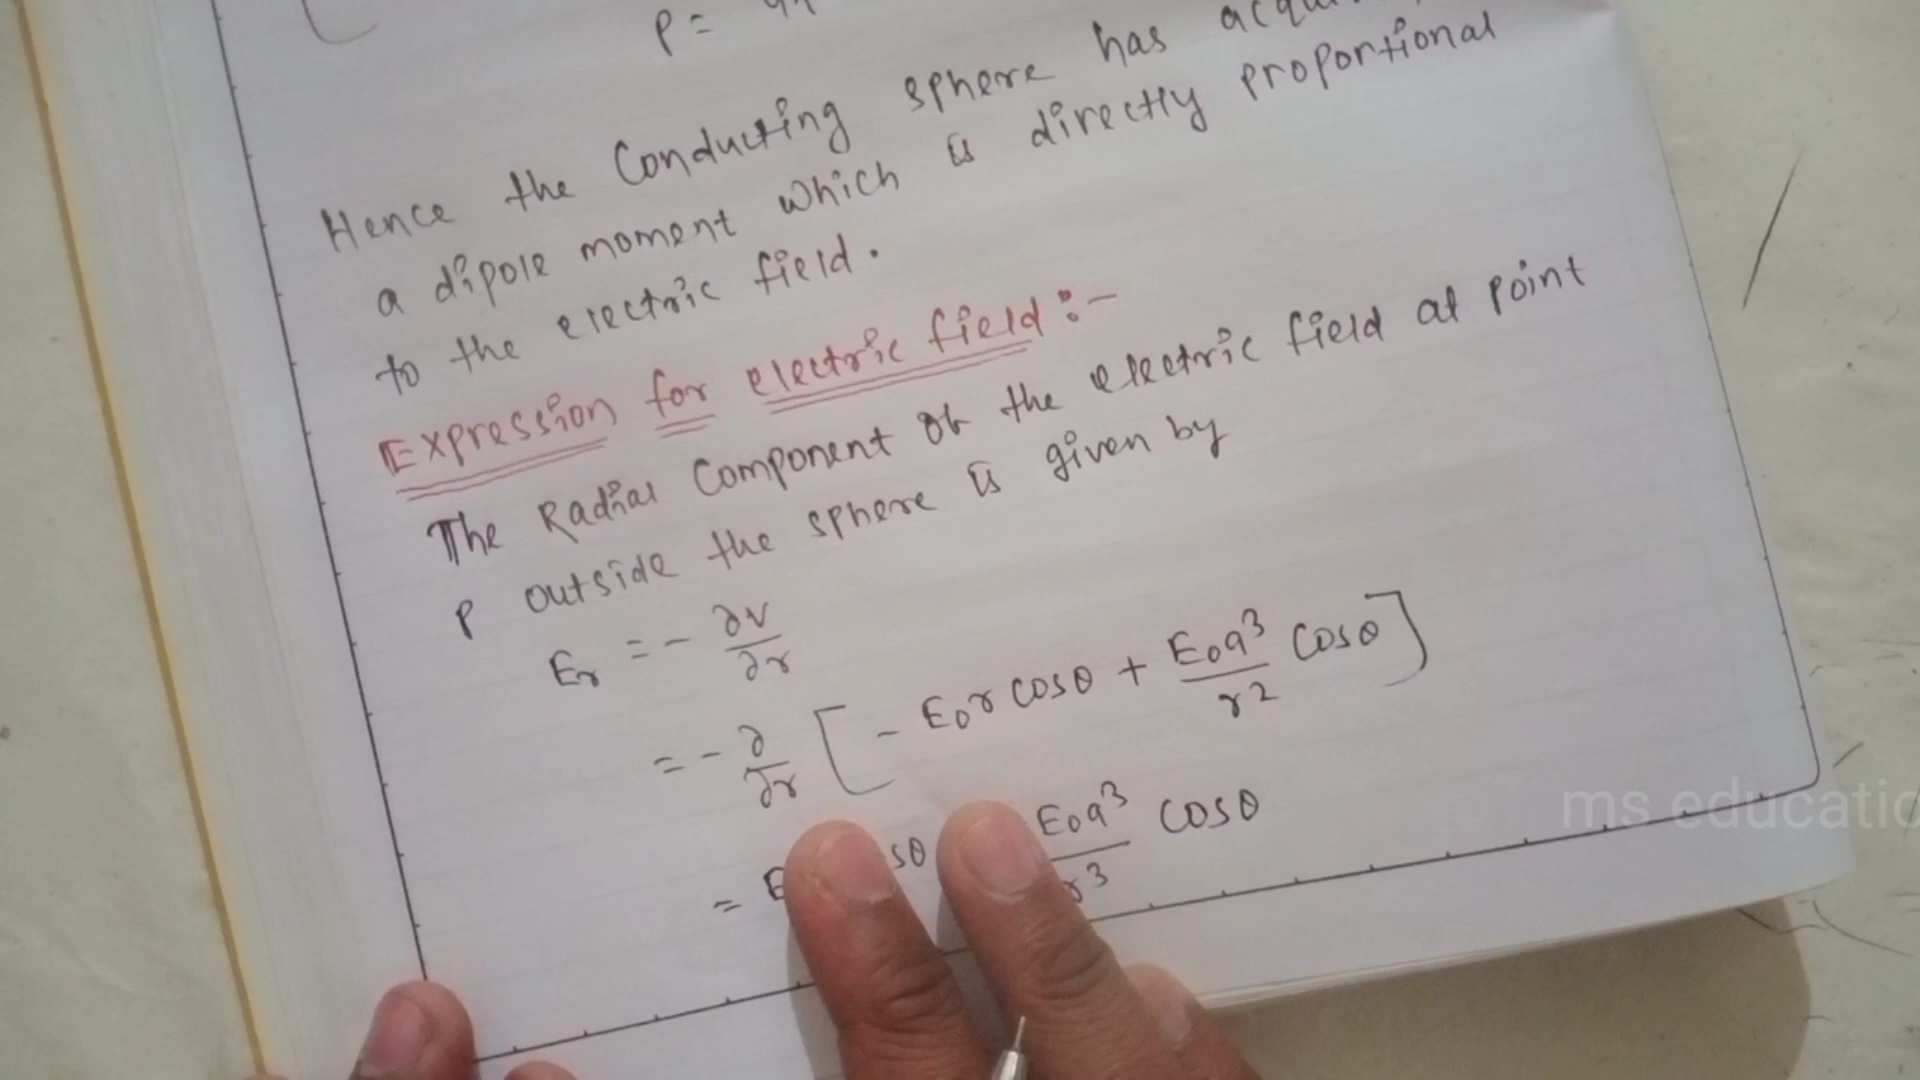 P =
Hence the Conducting sphere has
a dipole moment which is directly proportional
to the electric field.
Expression for electric field :-
The Radial Component of the electric field at point
P outside the sphere is given by
Er = - ∂V/∂r
= - ∂/∂r [ - E₀r cosθ + E₀a³/r² cosθ ]
= E sθ E₀a³/r³ cosθ
ms educatio